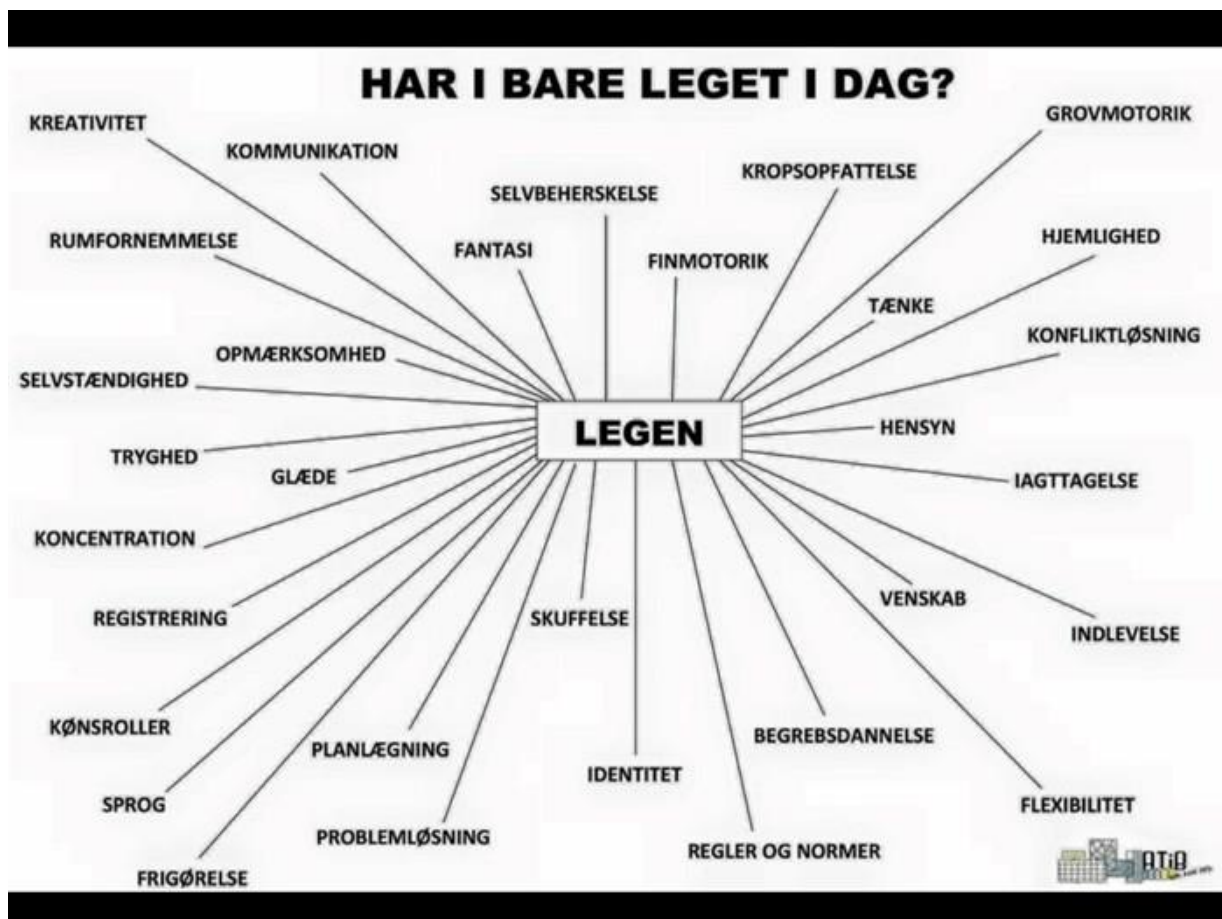 HAR I BARE LEGET I DAG?
KREATIVITET
KOMMUNIKATION
SELVBEHERSKELSE
KROPSOPFATTELSE
GROVMOTORIK
RUMFORNEMMELSE
FANTASI
FINMOTORIK
HJEMLIGHED
TÆNKE
OPMÆRKSOMHED
KONFLIKTLØSNING
SELVSTÆNDIGHED
LEGEN
HENSYN
TRYGHED
GLÆDE
IAGTTAGELSE
KONCENTRATION
REGISTRERING
SKUFFELSE
VENSKAB
INDLEVELSE
KØNSROLLER
PLANLÆGNING
BEGREBSDANNELSE
IDENTITET
SPROG
FLEXIBILITET
PROBLEMLØSNING
REGLER OG NORMER
FRIGØRELSE